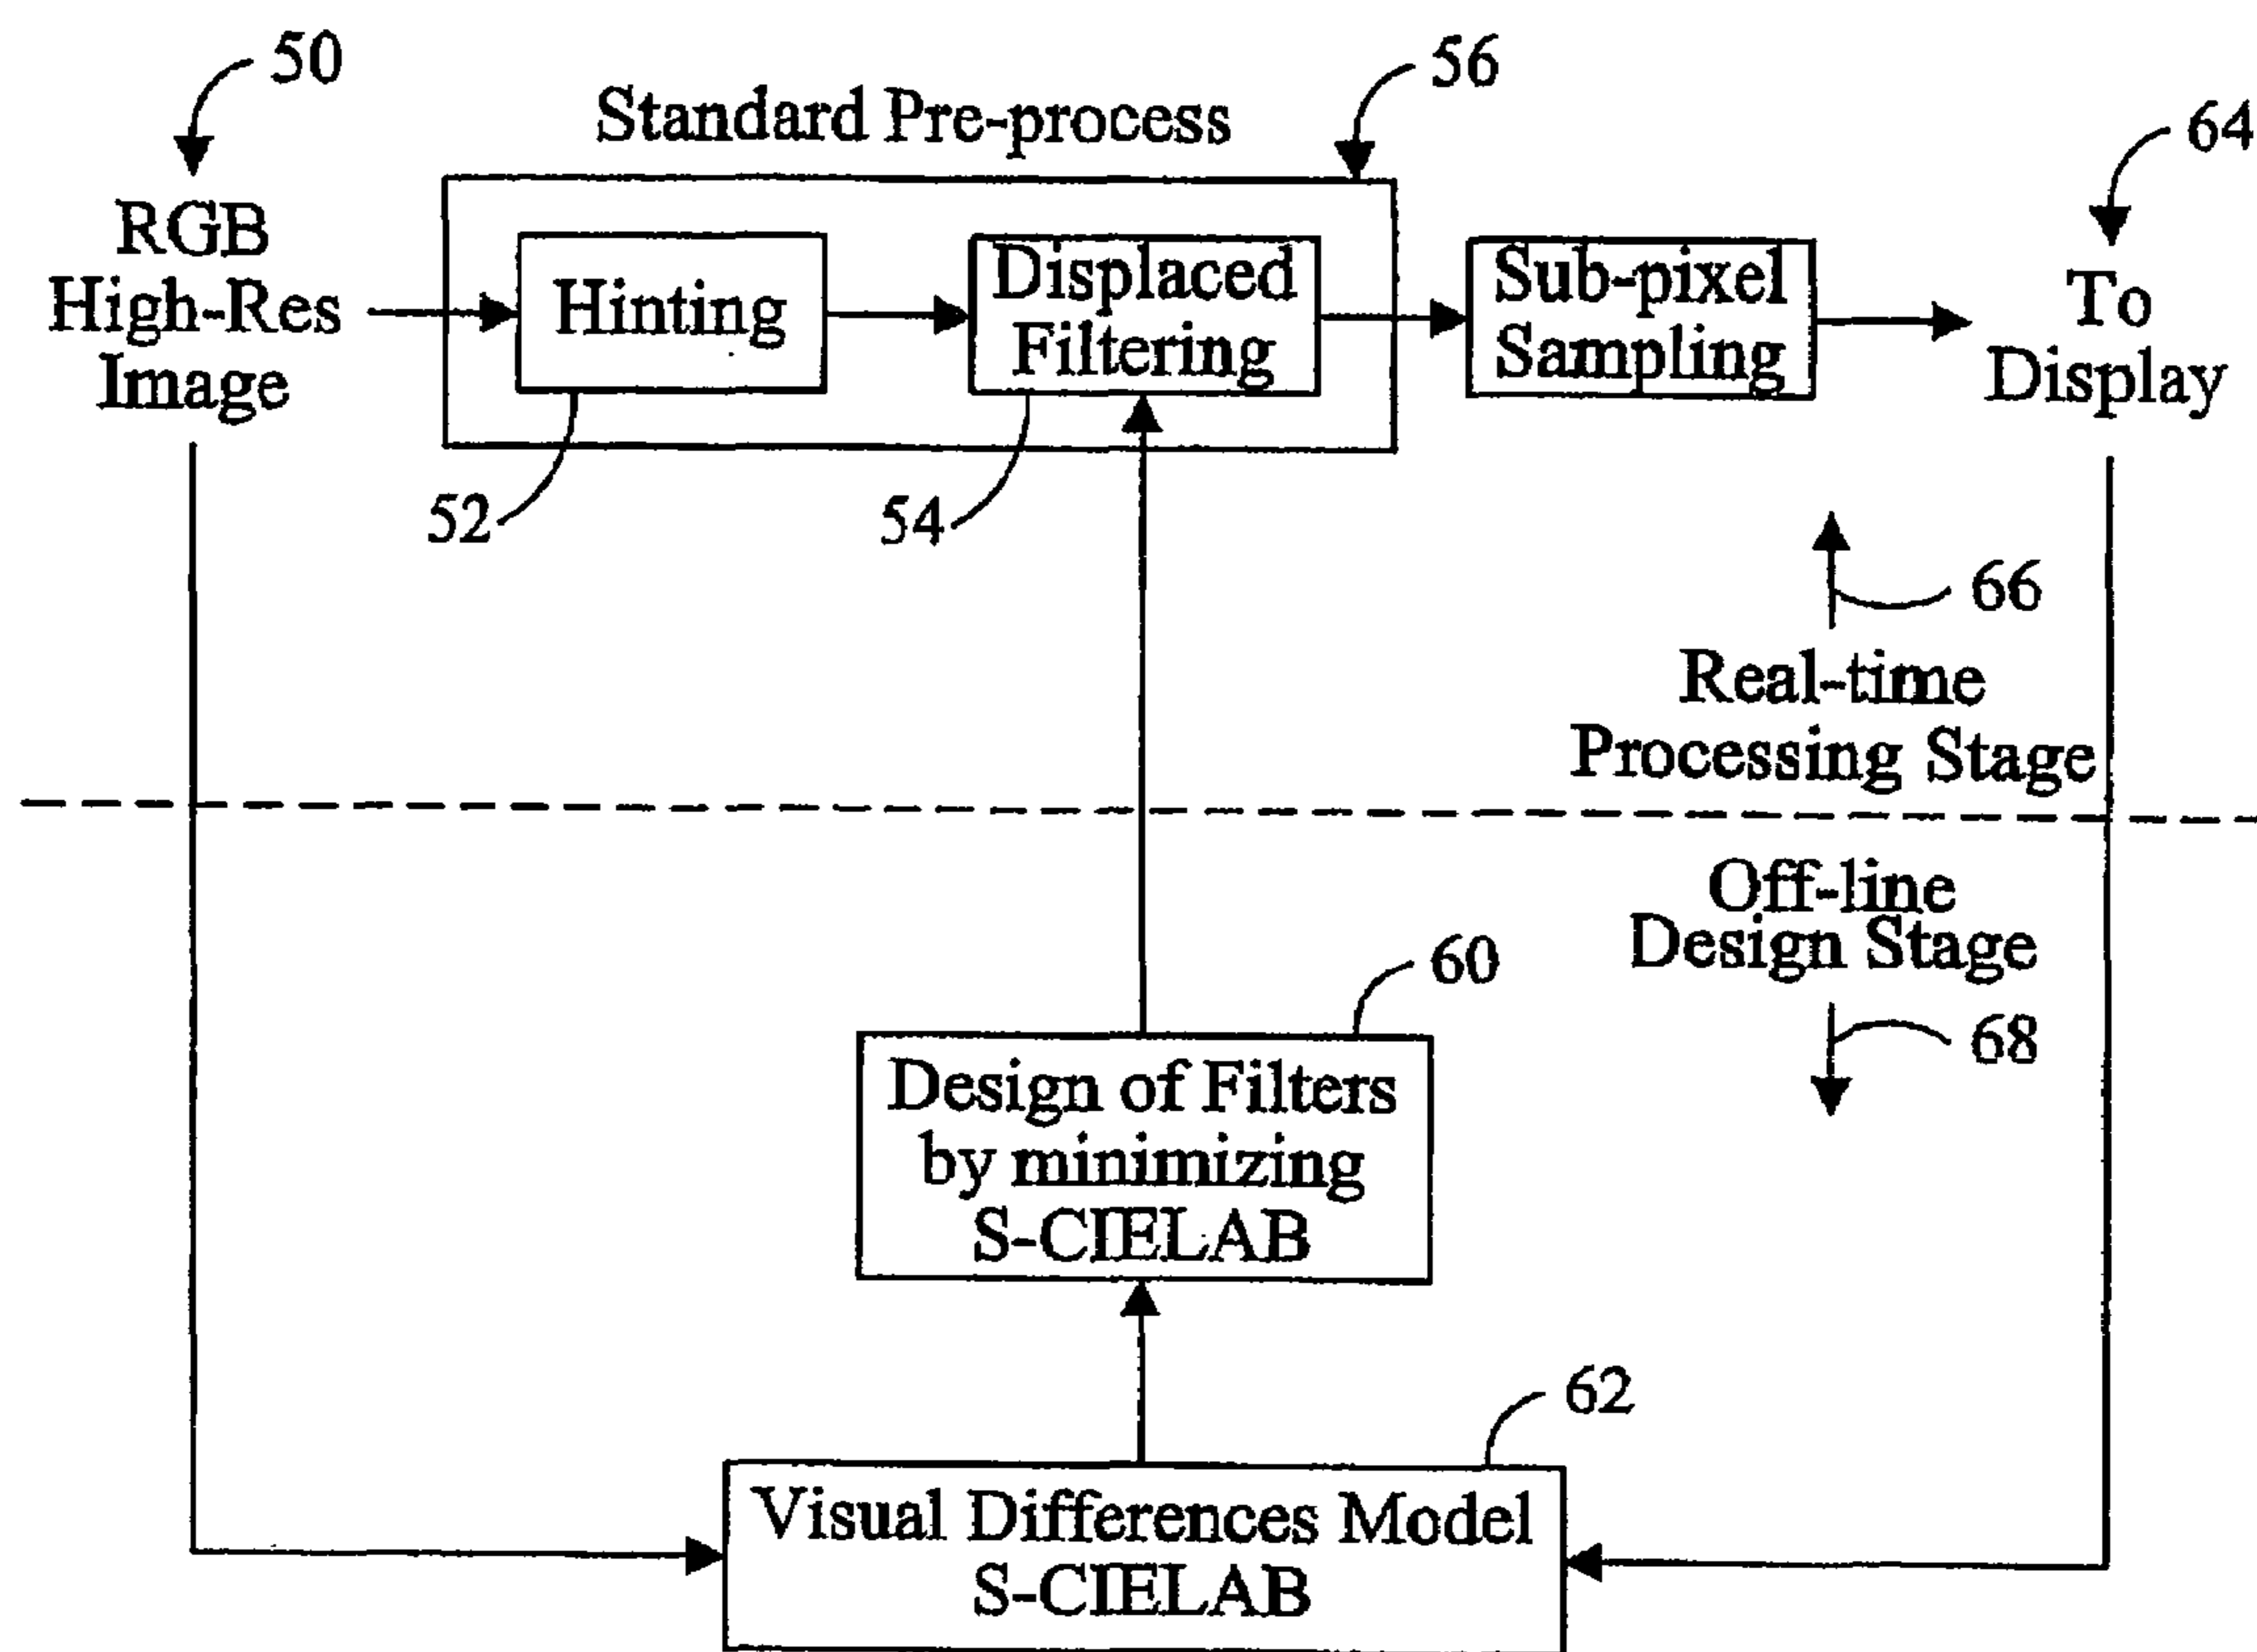 50
56
Standard Pre-process
64
RGB
High-Res
Image
Hinting
Displaced
Filtering
Sub-pixel
Sampling
To
Display
52
54
66
Real-time
Processing Stage
Off-line
Design Stage
68
60
Design of Filters
by minimizing
S-CIELAB
62
Visual Differences Model
S-CIELAB